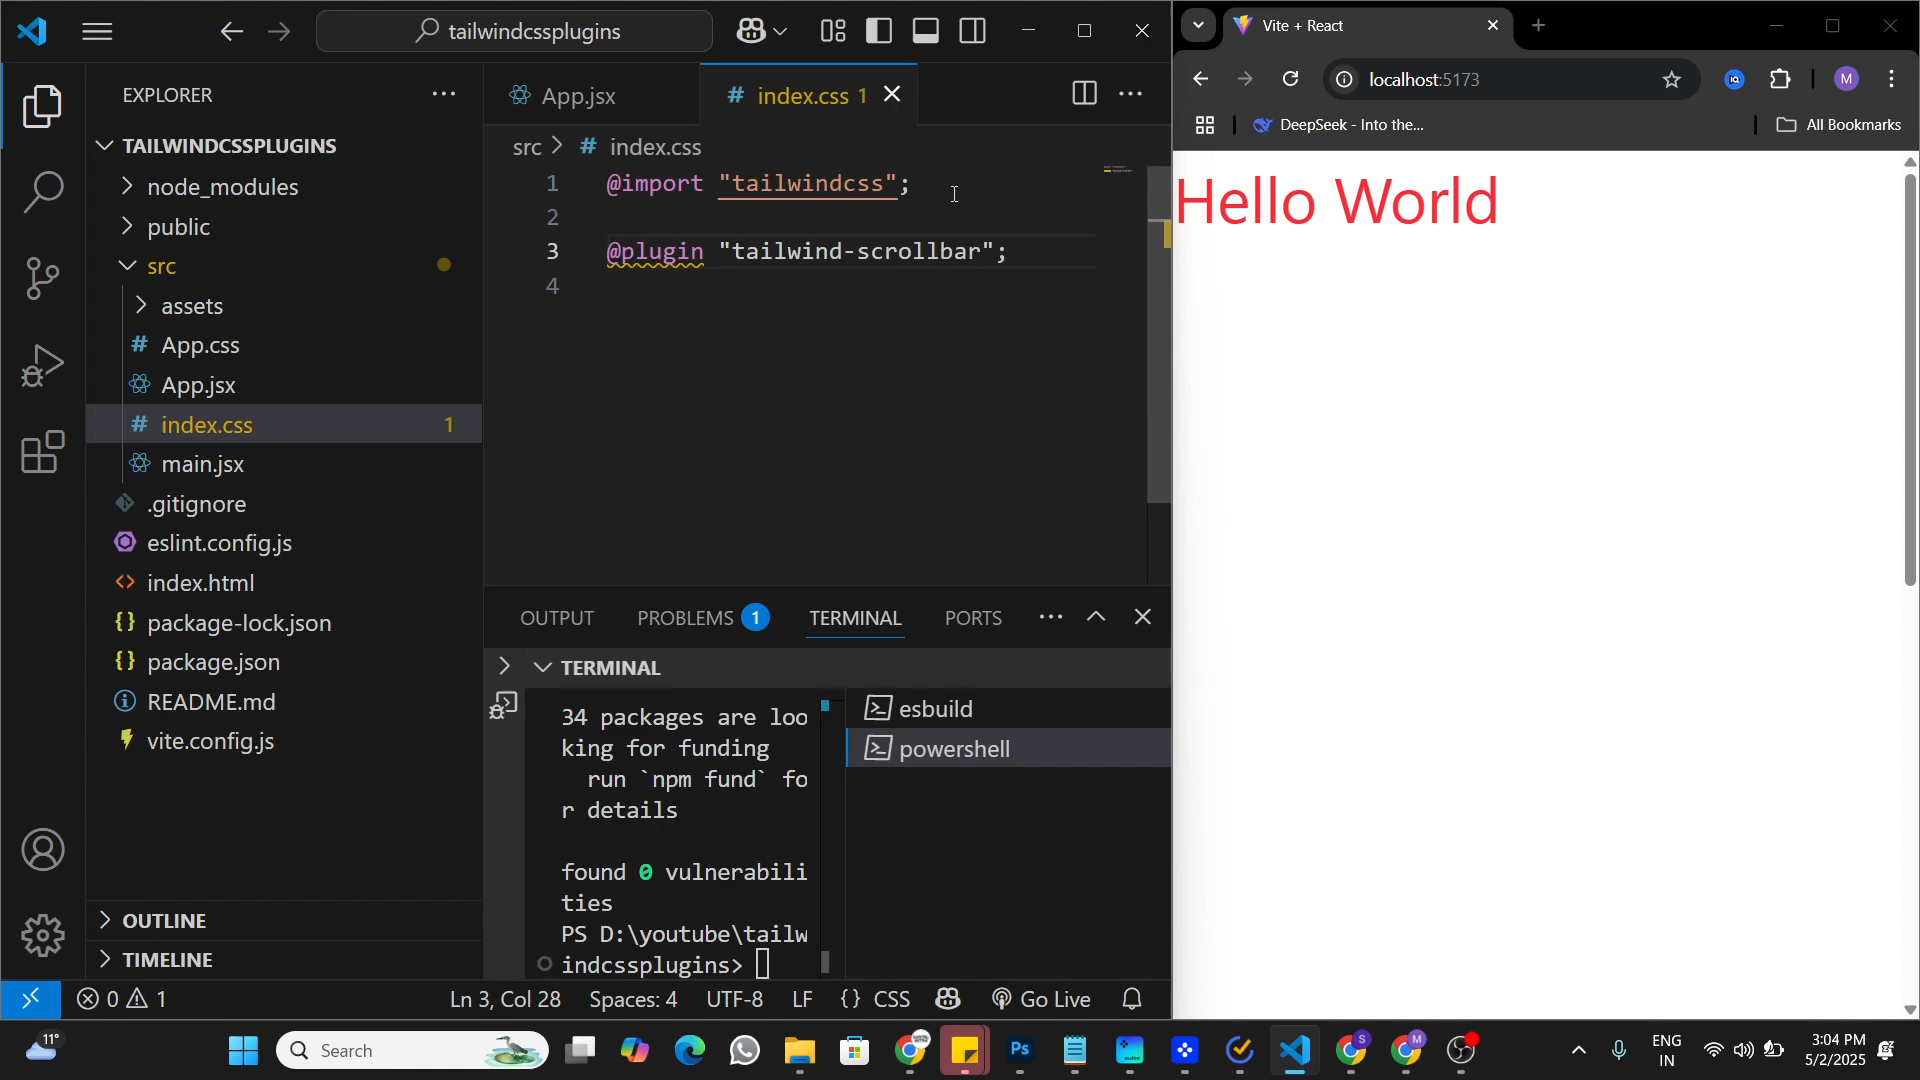 tailwindcssplugins
EXPLORER
TAILWINDCSSPLUGINS
node_modules
public
src
assets
# App.css
App.jsx
# index.css 1
main.jsx
.gitignore
eslint.config.js
<> index.html
{} package-lock.json
{} package.json
README.md
vite.config.js
OUTLINE
TIMELINE
App.jsx
# index.css 1
src > # index.css
1 @import "tailwindcss";
2
3 @plugin "tailwind-scrollbar";
4
OUTPUT PROBLEMS 1 TERMINAL PORTS
TERMINAL
34 packages are loo
king for funding
run `npm fund` fo
r details
found 0 vulnerabili
ties
PS D:\youtube\tailw
indcssplugins>
esbuild
powershell
0 1
Ln 3, Col 28 Spaces: 4 UTF-8 LF {} CSS Go Live
Vite + React
localhost:5173
M
DeepSeek - Into the...
All Bookmarks
Hello World
11°
Search
Ps
S
M
ENG
IN
3:04 PM
5/2/2025